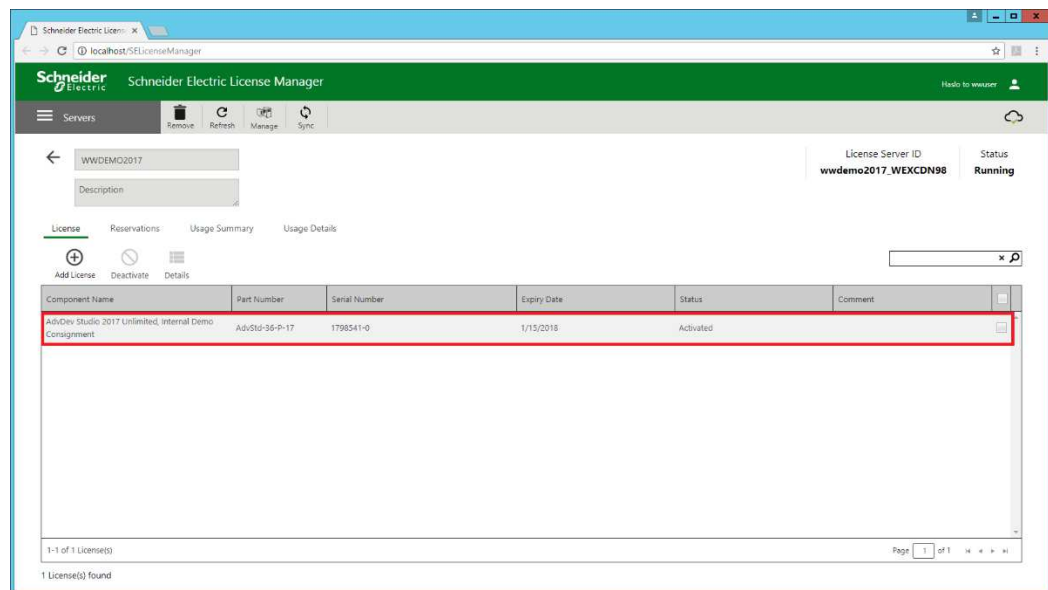 Schneider Electric Licens
localhost/SELicenseManager
Schneider Electric
Schneider Electric License Manager
Haslo to wwuser
Servers
Remove
Refresh
Manage
Sync
WWDEMO2017
License Server ID
wwdemo2017_WEXCDN98
Status
Running
Description
License
Reservations
Usage Summary
Usage Details
Add License
Deactivate
Details
Component Name
Part Number
Serial Number
Expiry Date
Status
Comment
AdvDev Studio 2017 Unlimited, Internal Demo
Consignment
AdvStd-36-P-17
1798541-0
1/15/2018
Activated
1-1 of 1 License(s)
Page 1 of 1
1 License(s) found